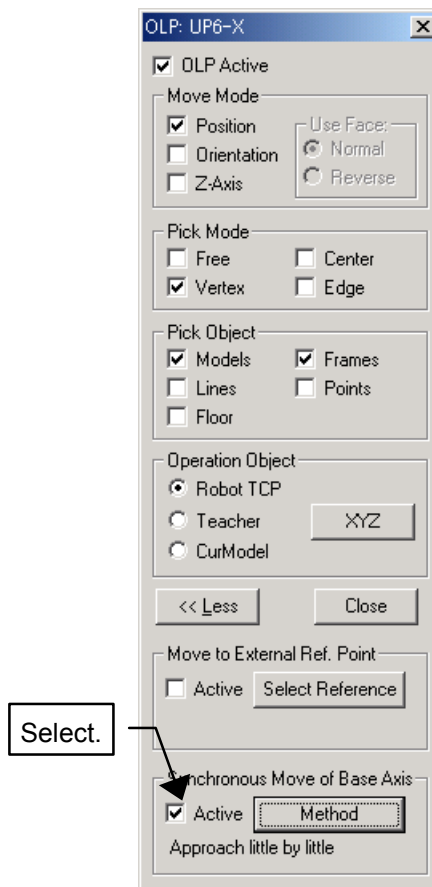 OLP: UP6-X
OLP Active
Move Mode
Position
Orientation
Z-Axis
Use Face:
Normal
Reverse
Pick Mode
Free
Center
Vertex
Edge
Pick Object
Models
Frames
Lines
Points
Floor
Operation Object
Robot TCP
Teacher
CurModel
XYZ
<< Less
Close
Move to External Ref. Point
Active
Select Reference
Select.
Synchronous Move of Base Axis
Active
Method
Approach little by little